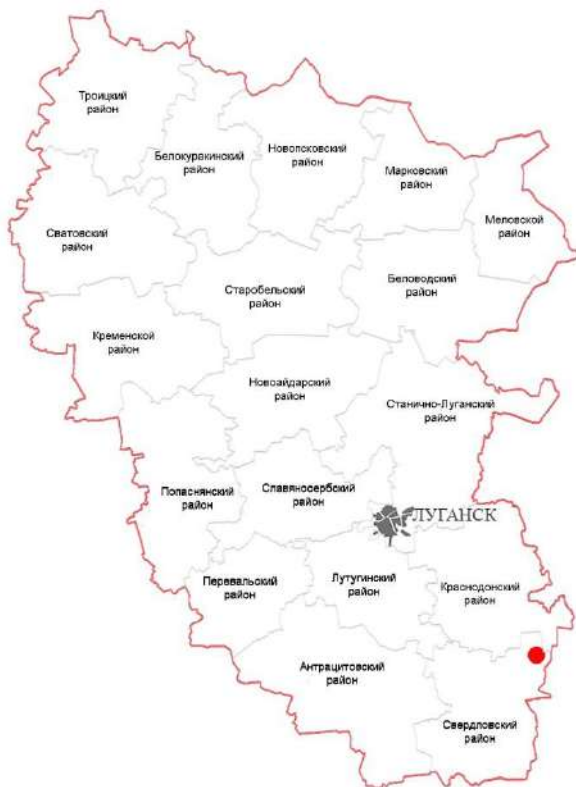 Троицкий
район
Белокуракинский
район
Новопсковский
район
Марковский
район
Меловской
район
Сватовский
район
Старобельский
район
Беловодский
район
Кременской
район
Новоайдарский
район
Станично-Луганский
район
Попаснянский
район
Славяносербский
район
ЛУГАНСК
Перевальский
район
Лутугинский
район
Краснодонский
район
Антрацитовский
район
Свердловский
район